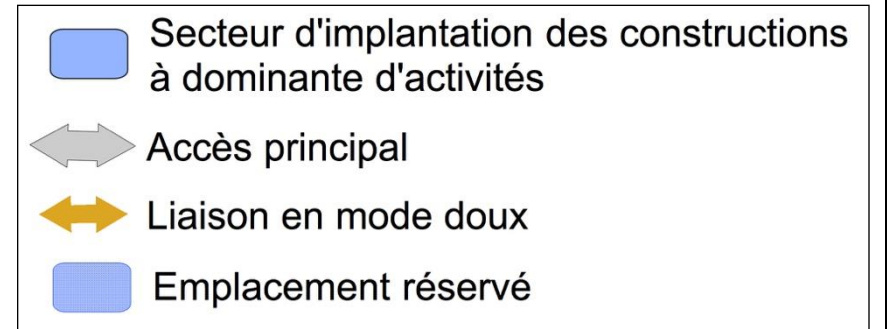 Secteur d'implantation des constructions
à dominante d'activités
Accès principal
Liaison en mode doux
Emplacement réservé